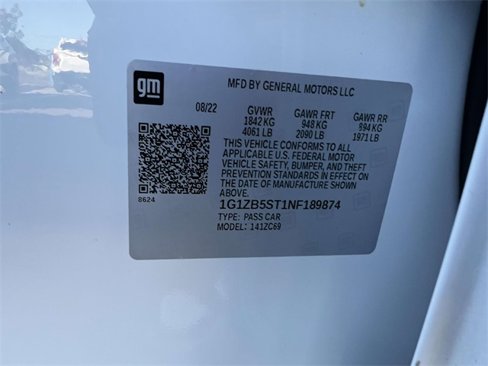 gm
MFD BY GENERAL MOTORS LLC
08/22 GVWR GAWR FRT GAWR RR
1842 KG 948 KG 894 KG
4061 LB 2090 LB 1971 LB
THIS VEHICLE CONFORMS TO ALL
APPLICABLE U.S. FEDERAL MOTOR
VEHICLE SAFETY, BUMPER, AND THEFT
PREVENTION STANDARDS IN EFFECT ON
THE DATE OF MANUFACTURE SHOWN
ABOVE.
8624
1G1ZB5ST1NF189874
TYPE: PASS CAR
MODEL: 141ZC69